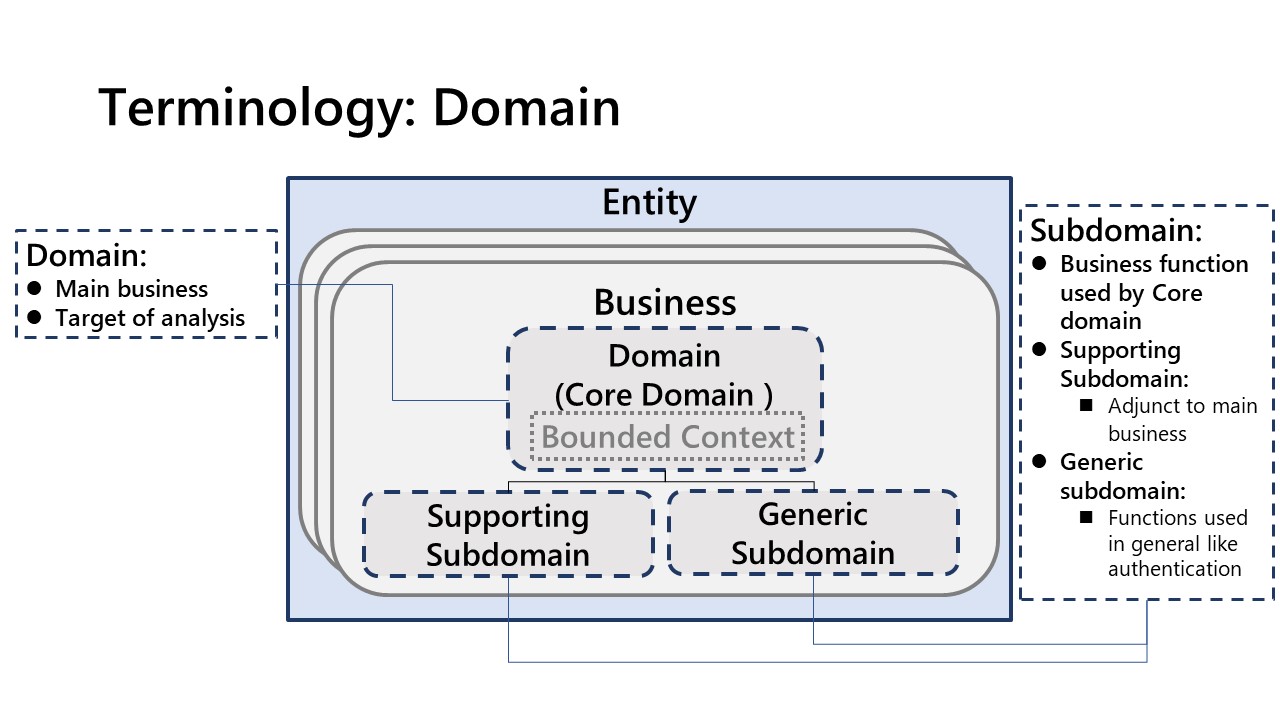 Terminology: Domain
Entity
Domain:
● Main business
● Target of analysis
Business
Domain
(Core Domain )
Bounded Context
Supporting
Subdomain
Generic
Subdomain
Subdomain:
● Business function
used by Core
domain
● Supporting
Subdomain:
■ Adjunct to main
business
● Generic
subdomain:
■ Functions used
in general like
authentication